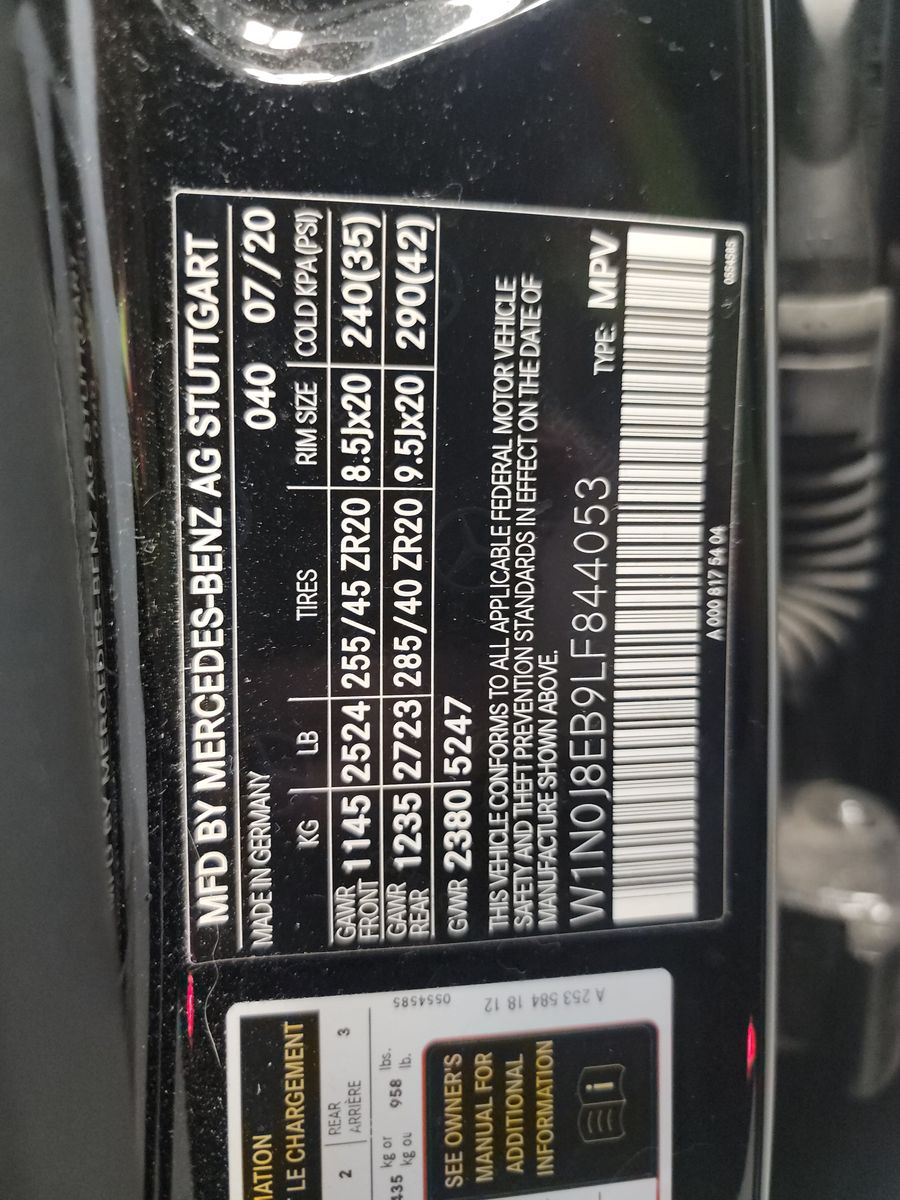 MFD BY MERCEDES-BENZ AG STUTTGART
MADE IN GERMANY 040 07/20
KG LB TIRES RIM SIZE COLD KPA(PSI)
GAWR FRONT 1145 2524 255/45 ZR20 8.5Jx20 240(35)
GAWR REAR 1235 2723 285/40 ZR20 9.5Jx20 290(42)
GVWR 2380 5247
THIS VEHICLE CONFORMS TO ALL APPLICABLE FEDERAL MOTOR VEHICLE
SAFETY AND THEFT PREVENTION STANDARDS IN EFFECT ON THE DATE OF
MANUFACTURE SHOWN ABOVE.
W1N0J8EB9LF844053 TYPE: MPV
A 000 817 54 04 0554585
LE CHARGEMENT
2 REAR ARRIÈRE 3
435 kg or lbs.
kg ou 958 lb.
SEE OWNER'S
MANUAL FOR
ADDITIONAL
INFORMATION
0554585
A 253 584 18 12